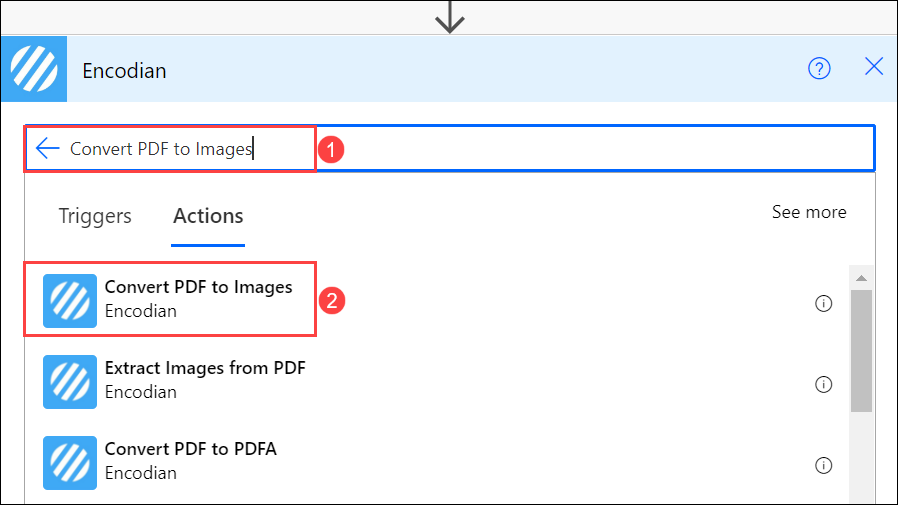 Encodian
?
Convert PDF to Images
1
Triggers
Actions
See more
Convert PDF to Images
Encodian
2
Extract Images from PDF
Encodian
Convert PDF to PDFA
Encodian